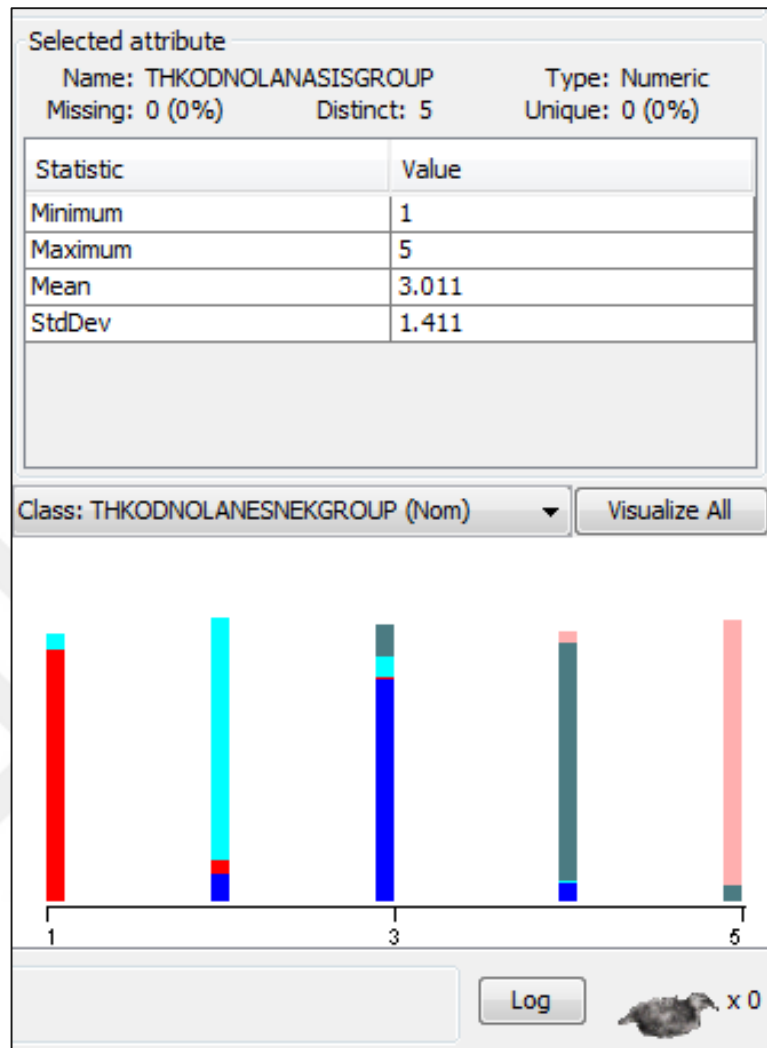 Selected attribute
Name: THKODNOLANASISGROUP Type: Numeric
Missing: 0 (0%) Distinct: 5 Unique: 0 (0%)
Statistic Value
Minimum 1
Maximum 5
Mean 3.011
StdDev 1.411
Class: THKODNOLANESNEKGROUP (Nom) Visualize All
1 3 5
Log x 0